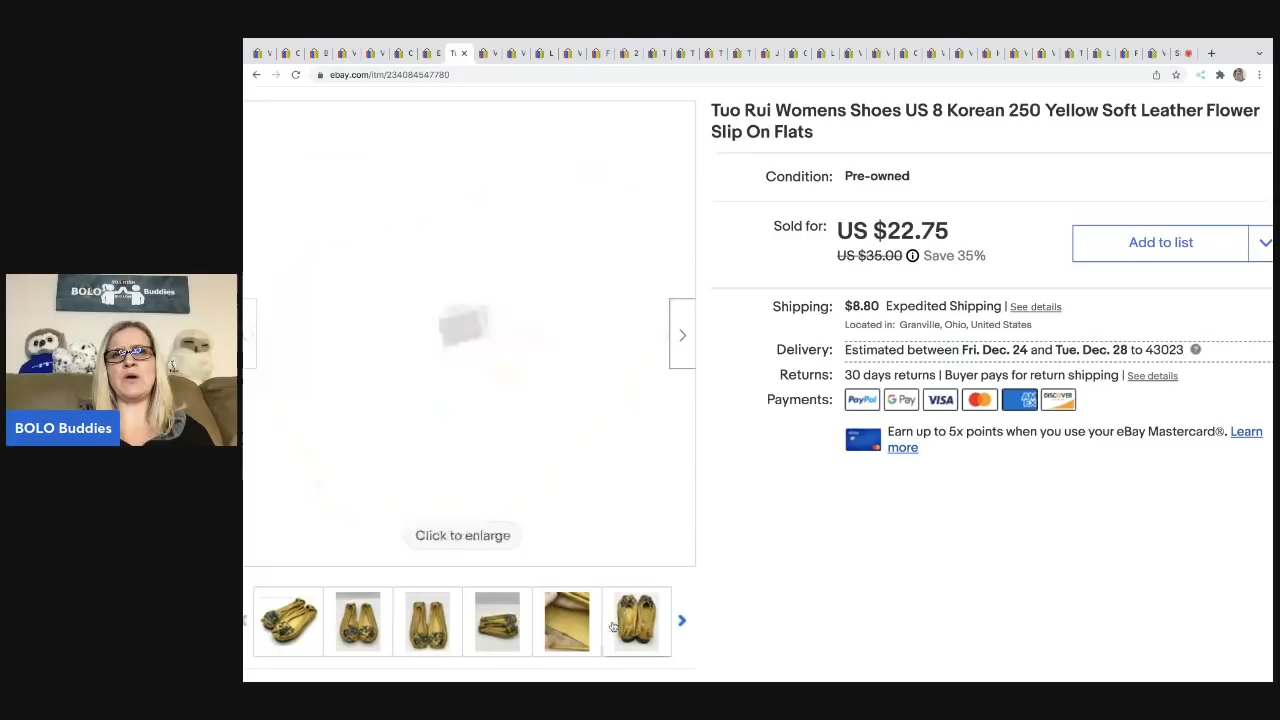 ebay.com/itm/234084547780
Tuo Rui Womens Shoes US 8 Korean 250 Yellow Soft Leather Flower
Slip On Flats
Condition: Pre-owned
Sold for: US $22.75
US $35.00 Save 35%
Add to list
Shipping: $8.80 Expedited Shipping | See details
Located in: Granville, Ohio, United States
Delivery: Estimated between Fri. Dec. 24 and Tue. Dec. 28 to 43023
Returns: 30 days returns | Buyer pays for return shipping | See details
Payments: PayPal G Pay VISA AM EX DISCOVER
Earn up to 5x points when you use your eBay Mastercard®. Learn
more
Click to enlarge
BOLO Buddies
BOLO Buddies